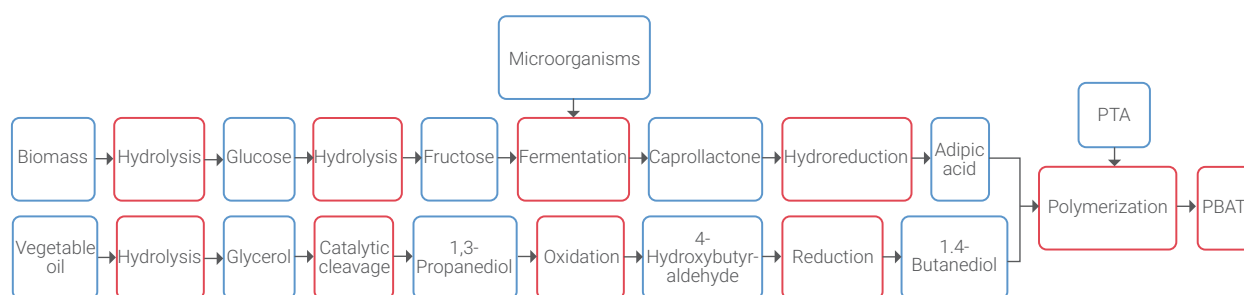 Microorganisms
PTA
Biomass
Hydrolysis
Glucose
Hydrolysis
Fructose
Fermentation
Caprollactone
Hydroreduction
Adipic
acid
Polymerization
PBAT
Vegetable
oil
Hydrolysis
Glycerol
Catalytic
cleavage
1,3-
Propanediol
Oxidation
4-
Hydroxybutyr-
aldehyde
Reduction
1.4-
Butanediol